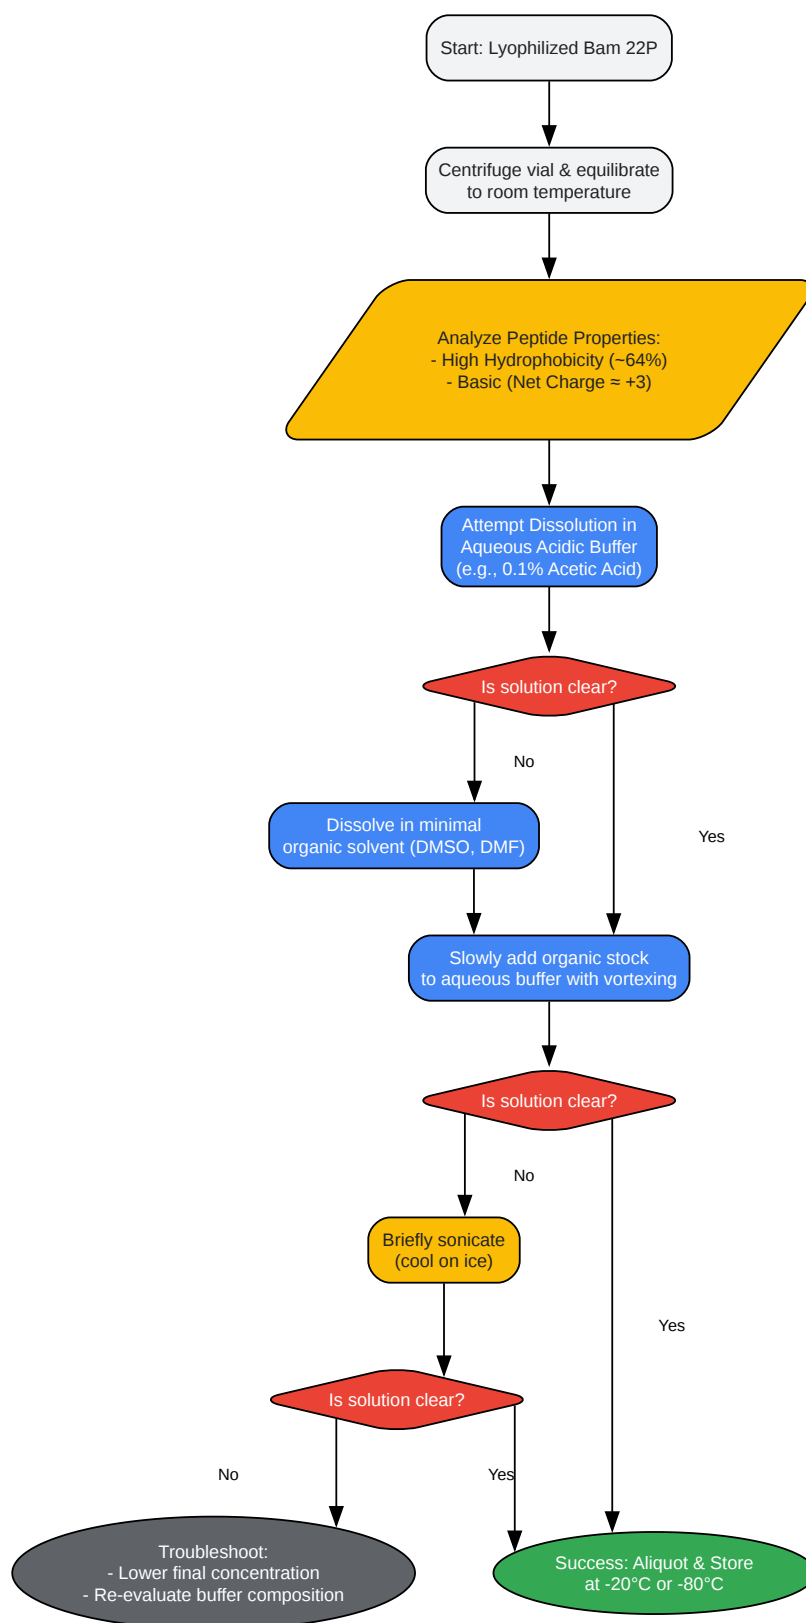 Start: Lyophilized Bam 22P
Centrifuge vial & equilibrate
to room temperature
Analyze Peptide Properties:
- High Hydrophobicity (~64%)
- Basic (Net Charge ≈ +3)
Attempt Dissolution in
Aqueous Acidic Buffer
(e.g., 0.1% Acetic Acid)
Is solution clear?
No
Dissolve in minimal
organic solvent (DMSO, DMF)
Yes
Slowly add organic stock
to aqueous buffer with vortexing
Is solution clear?
No
Briefly sonicate
(cool on ice)
Yes
Is solution clear?
No
Yes
Troubleshoot:
- Lower final concentration
- Re-evaluate buffer composition
Success: Aliquot & Store
at -20°C or -80°C